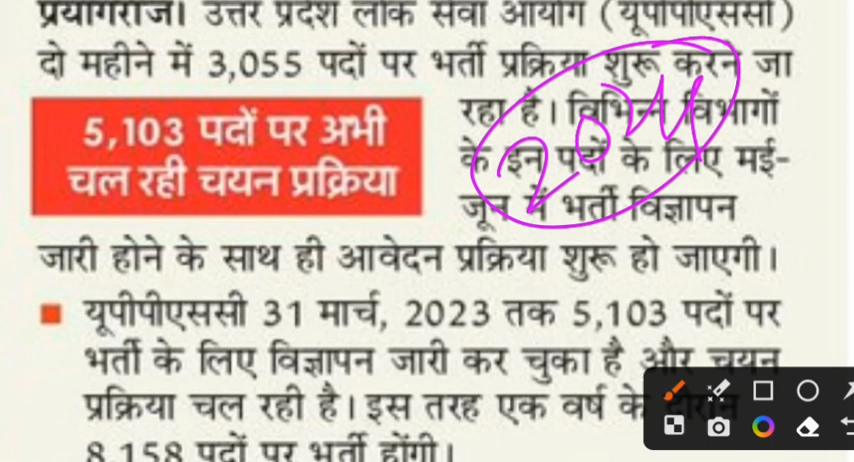 प्रयागराज। उत्तर प्रदेश लोक सेवा आयोग (यूपीपीएससी)
दो महीने में 3,055 पदों पर भर्ती प्रक्रिया शुरू करने जा
रहा है। विभिन्न विभागों
के इन पदों के लिए मई-
जून में भर्ती विज्ञापन
5,103 पदों पर अभी
चल रही चयन प्रक्रिया
जारी होने के साथ ही आवेदन प्रक्रिया शुरू हो जाएगी।
यूपीपीएससी 31 मार्च, 2023 तक 5,103 पदों पर
भर्ती के लिए विज्ञापन जारी कर चुका है और चयन
प्रक्रिया चल रही है। इस तरह एक वर्ष के दौरान
8,158 पदों पर भर्ती होंगी।